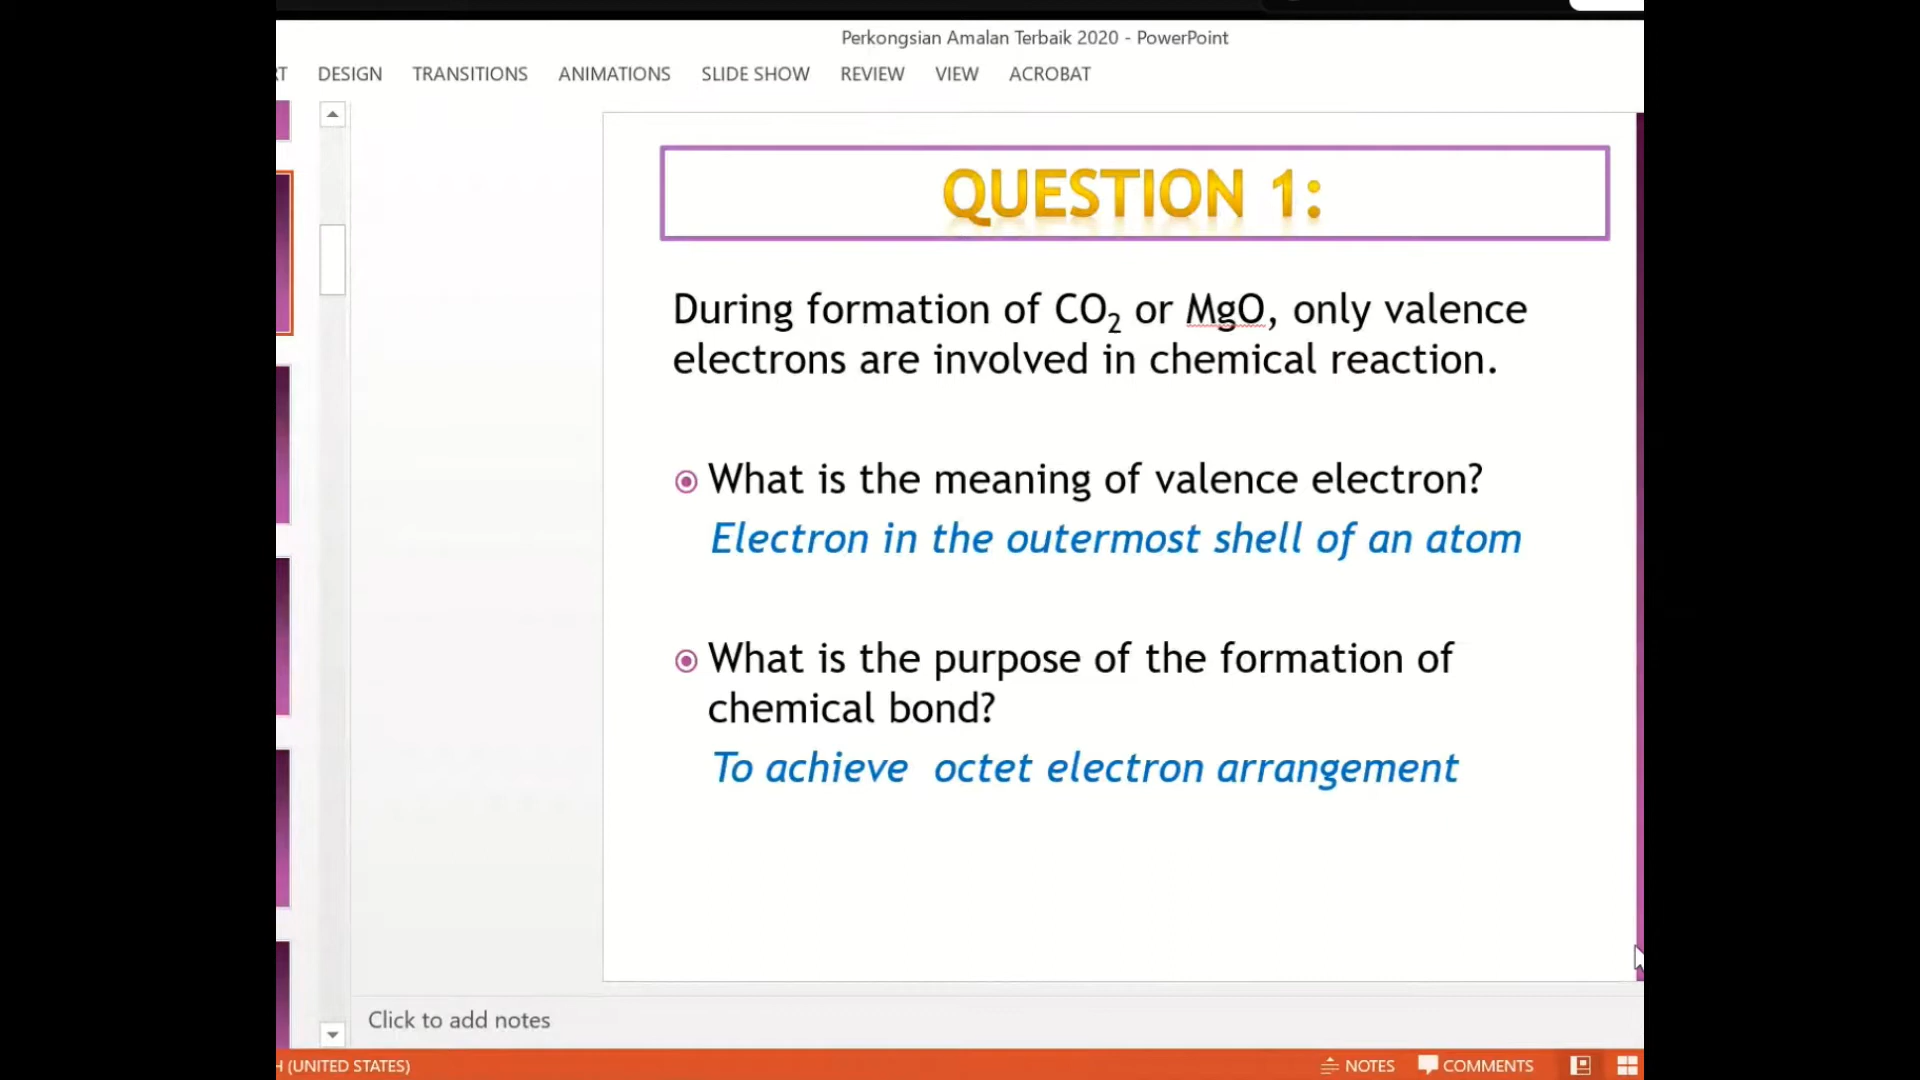 Perkongsian Amalan Terbaik 2020 - PowerPoint
DESIGN TRANSITIONS ANIMATIONS SLIDE SHOW REVIEW VIEW ACROBAT
QUESTION 1:
During formation of CO₂ or MgO, only valence
electrons are involved in chemical reaction.
What is the meaning of valence electron?
Electron in the outermost shell of an atom
What is the purpose of the formation of
chemical bond?
To achieve octet electron arrangement
Click to add notes
(UNITED STATES) NOTES COMMENTS